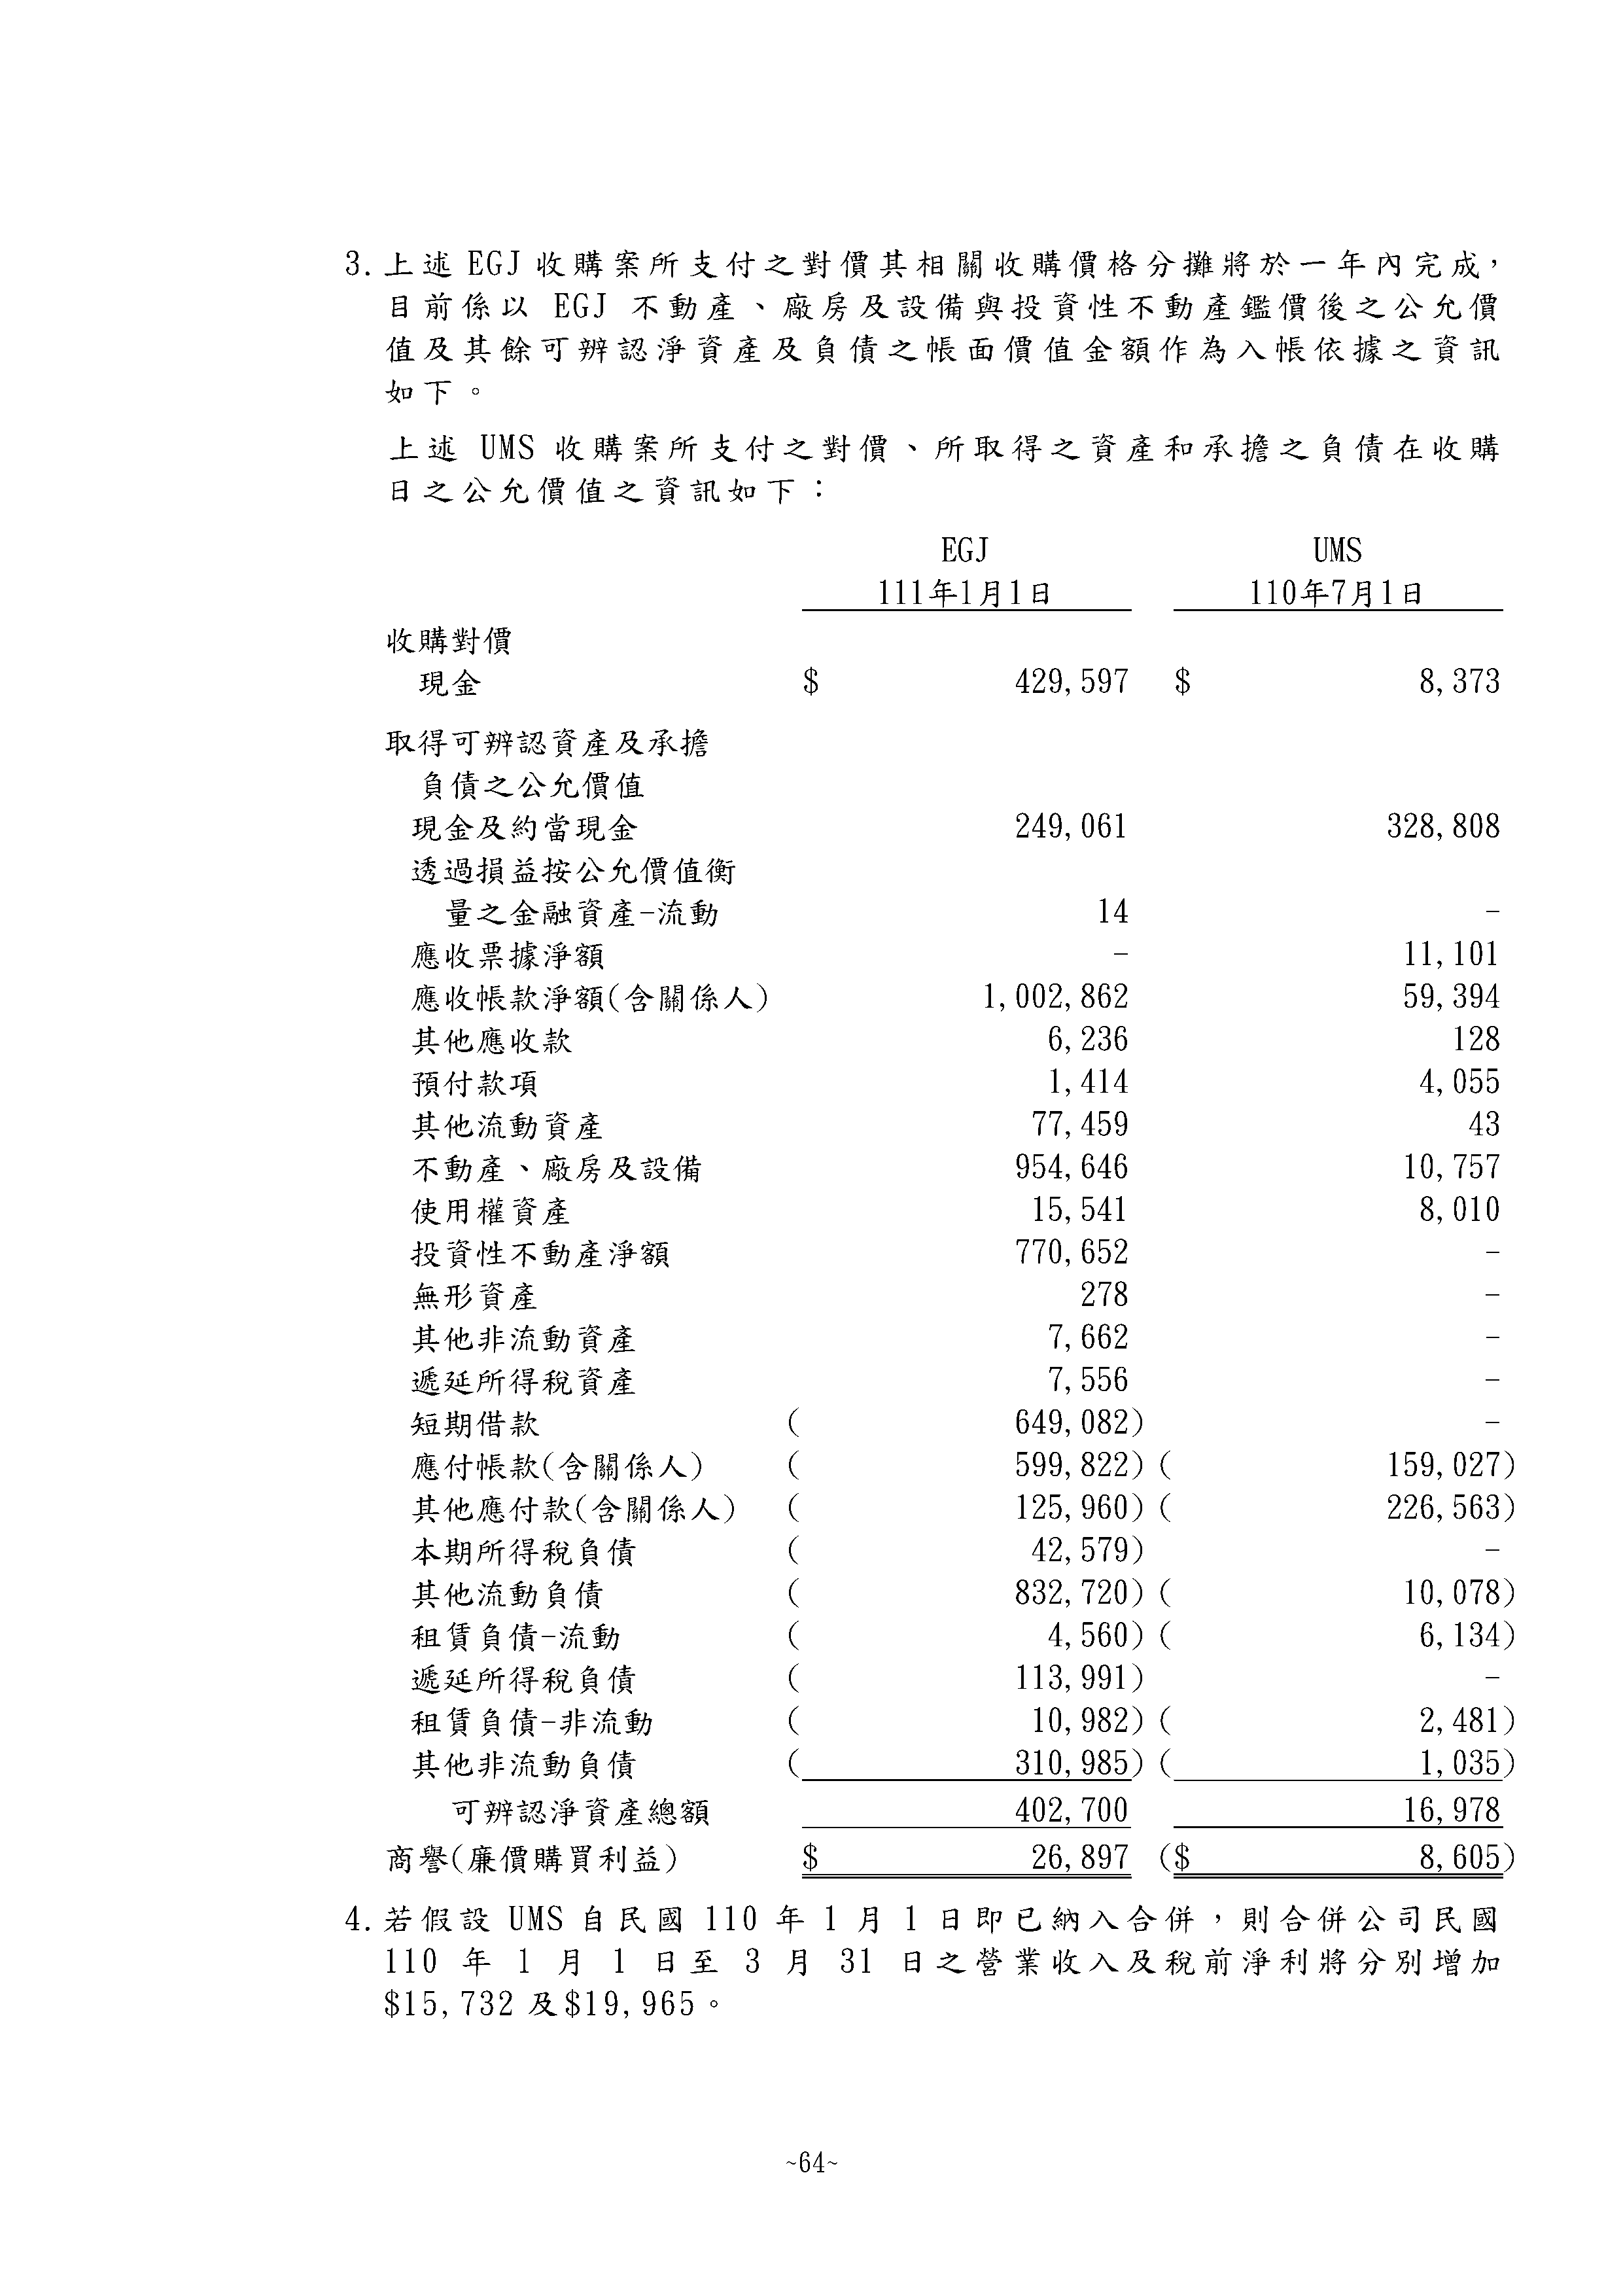 3.上述 EGJ 收購案所支付之對價其相關收購價格分攤將於一年內完成，
目前係以 EGJ 不動產、廠房及設備與投資性不動產鑑價後之公允價
值及其餘可辨認淨資產及負債之帳面價值金額作為入帳依據之資訊
如下。
上述 UMS 收購案所支付之對價、所取得之資產和承擔之負債在收購
日之公允價值之資訊如下：
EGJ UMS
111年1月1日 110年7月1日
收購對價
現金 $ 429,597 $ 8,373
取得可辨認資產及承擔
負債之公允價值
現金及約當現金 249,061 328,808
透過損益按公允價值衡
量之金融資產-流動 14 -
應收票據淨額 - 11,101
應收帳款淨額(含關係人) 1,002,862 59,394
其他應收款 6,236 128
預付款項 1,414 4,055
其他流動資產 77,459 43
不動產、廠房及設備 954,646 10,757
使用權資產 15,541 8,010
投資性不動產淨額 770,652 -
無形資產 278 -
其他非流動資產 7,662 -
遞延所得稅資產 7,556 -
短期借款 ( 649,082) -
應付帳款(含關係人) ( 599,822) ( 159,027)
其他應付款(含關係人) ( 125,960) ( 226,563)
本期所得稅負債 ( 42,579) -
其他流動負債 ( 832,720) ( 10,078)
租賃負債-流動 ( 4,560) ( 6,134)
遞延所得稅負債 ( 113,991) -
租賃負債-非流動 ( 10,982) ( 2,481)
其他非流動負債 ( 310,985) ( 1,035)
可辨認淨資產總額 402,700 16,978
商譽(廉價購買利益) $ 26,897 ($ 8,605)
4.若假設 UMS 自民國 110 年 1 月 1 日即已納入合併，則合併公司民國
110 年 1 月 1 日至 3 月 31 日之營業收入及稅前淨利將分別增加
$15,732 及$19,965。
~64~